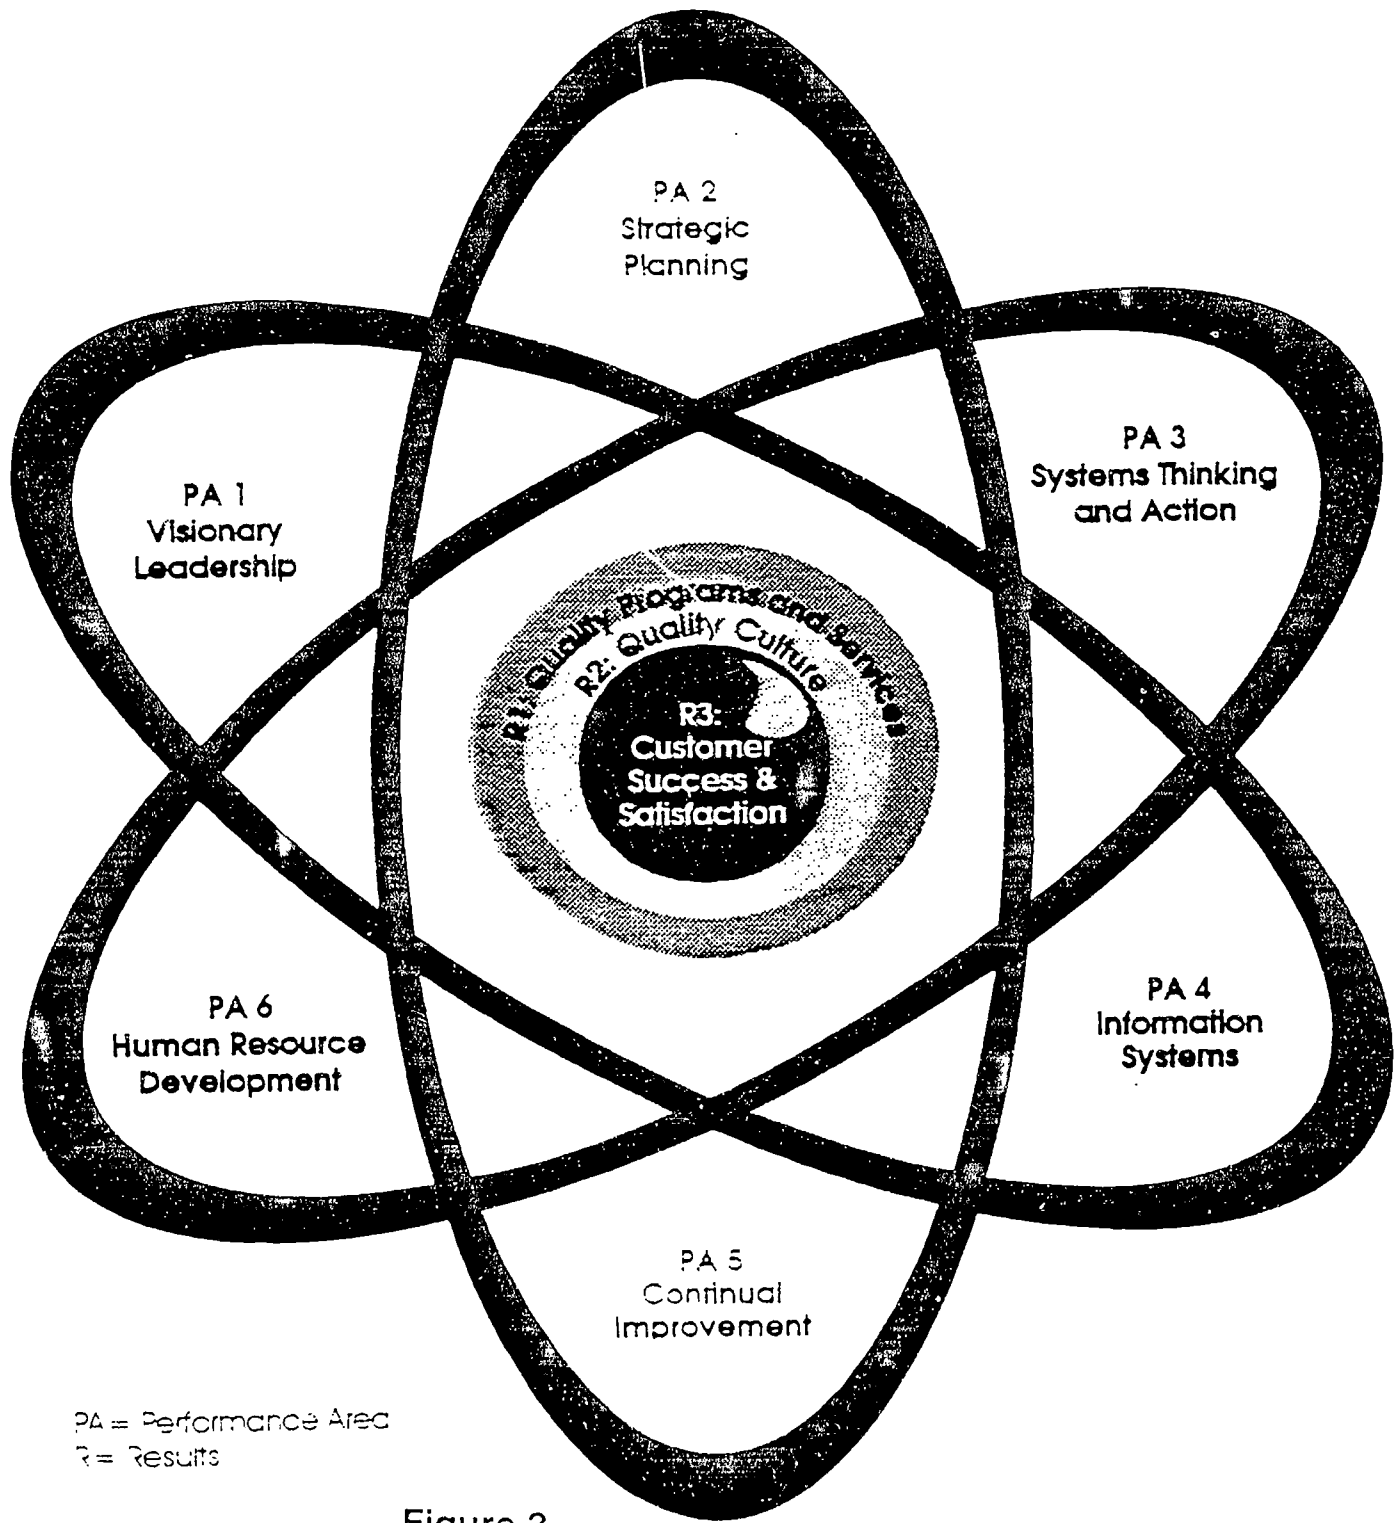 PA 2
Strategic
Planning
PA 1
Visionary
Leadership
PA 3
Systems Thinking
and Action
R1: Quality Programs and Services
R2: Quality Culture
R3:
Customer
Success &
Satisfaction
PA 6
Human Resource
Development
PA 4
Information
Systems
PA 5
Continual
Improvement
PA = Performance Area
R = Results
Figure